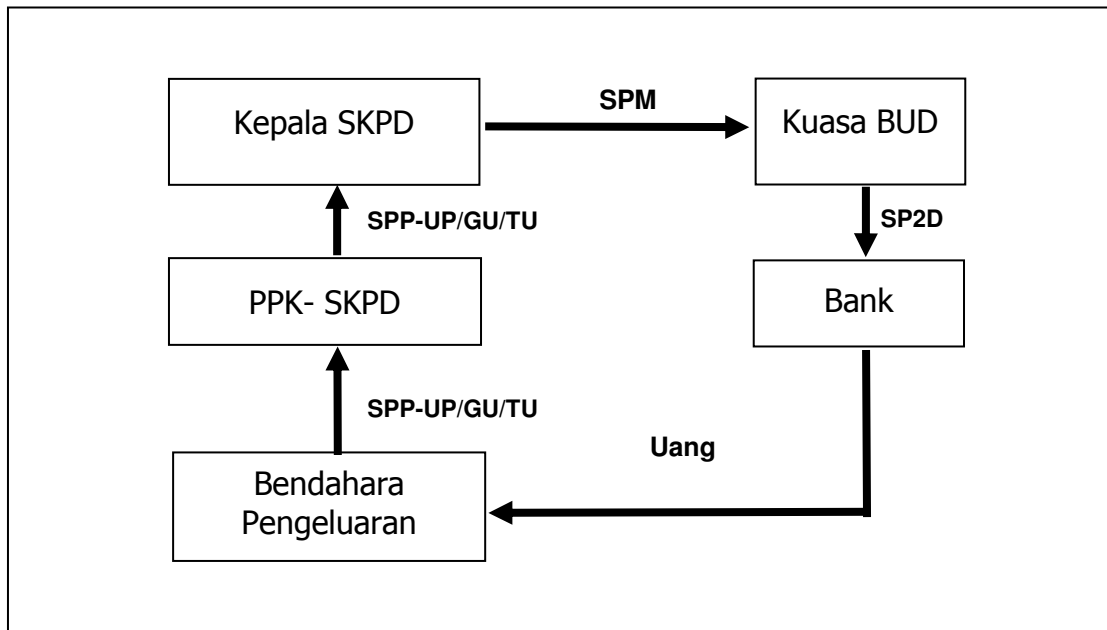 Kepala SKPD
SPM
Kuasa BUD
SPP-UP/GU/TU
SP2D
PPK- SKPD
Bank
SPP-UP/GU/TU
Uang
Bendahara
Pengeluaran